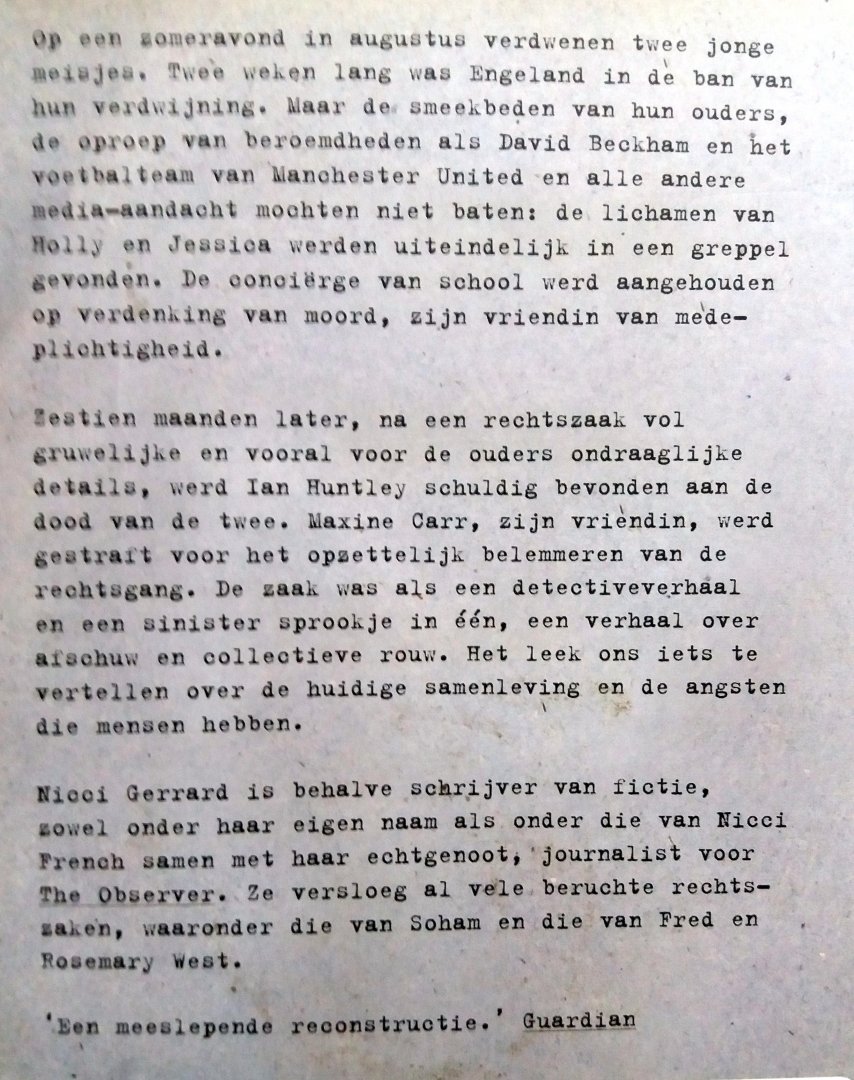 Op een zomeravond in augustus verdwenen twee jonge
meisjes. Twee weken lang was Engeland in de ban van
hun verdwijning. Maar de smeekbeden van hun ouders,
de oproep van beroemdheden als David Beckham en het
voetbalteam van Manchester United en alle andere
media-aandacht mochten niet baten: de lichamen van
Holly en Jessica werden uiteindelijk in een greppel
gevonden. De conciërge van school werd aangehouden
op verdenking van moord, zijn vriendin van mede-
plichtigheid.
Zestien maanden later, na een rechtszaak vol
gruwelijke en vooral voor de ouders ondraaglijke
details, werd Ian Huntley schuldig bevonden aan de
dood van de twee. Maxine Carr, zijn vriendin, werd
gestraft voor het opzettelijk belemmeren van de
rechtsgang. De zaak was als een detectiveverhaal
en een sinister sprookje in één, een verhaal over
afschuw en collectieve rouw. Het leek ons iets te
vertellen over de huidige samenleving en de angsten
die mensen hebben.
Nicci Gerrard is behalve schrijver van fictie,
zowel onder haar eigen naam als onder die van Nicci
French samen met haar echtgenoot, journalist voor
The Observer. Ze versloeg al vele beruchte rechts-
zaken, waaronder die van Soham en die van Fred en
Rosemary West.
'Een meeslepende reconstructie.' Guardian